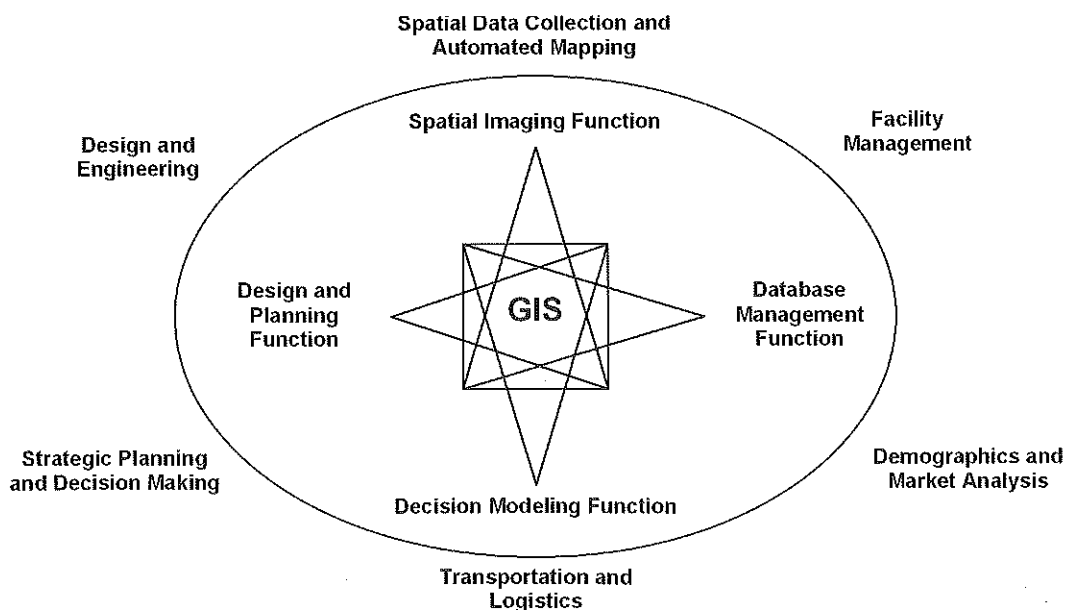 Spatial Data Collection and
Automated Mapping
Spatial Imaging Function
Design and
Engineering
Facility
Management
Design and
Planning
Function
GIS
Database
Management
Function
Strategic Planning
and Decision Making
Demographics and
Market Analysis
Decision Modeling Function
Transportation and
Logistics